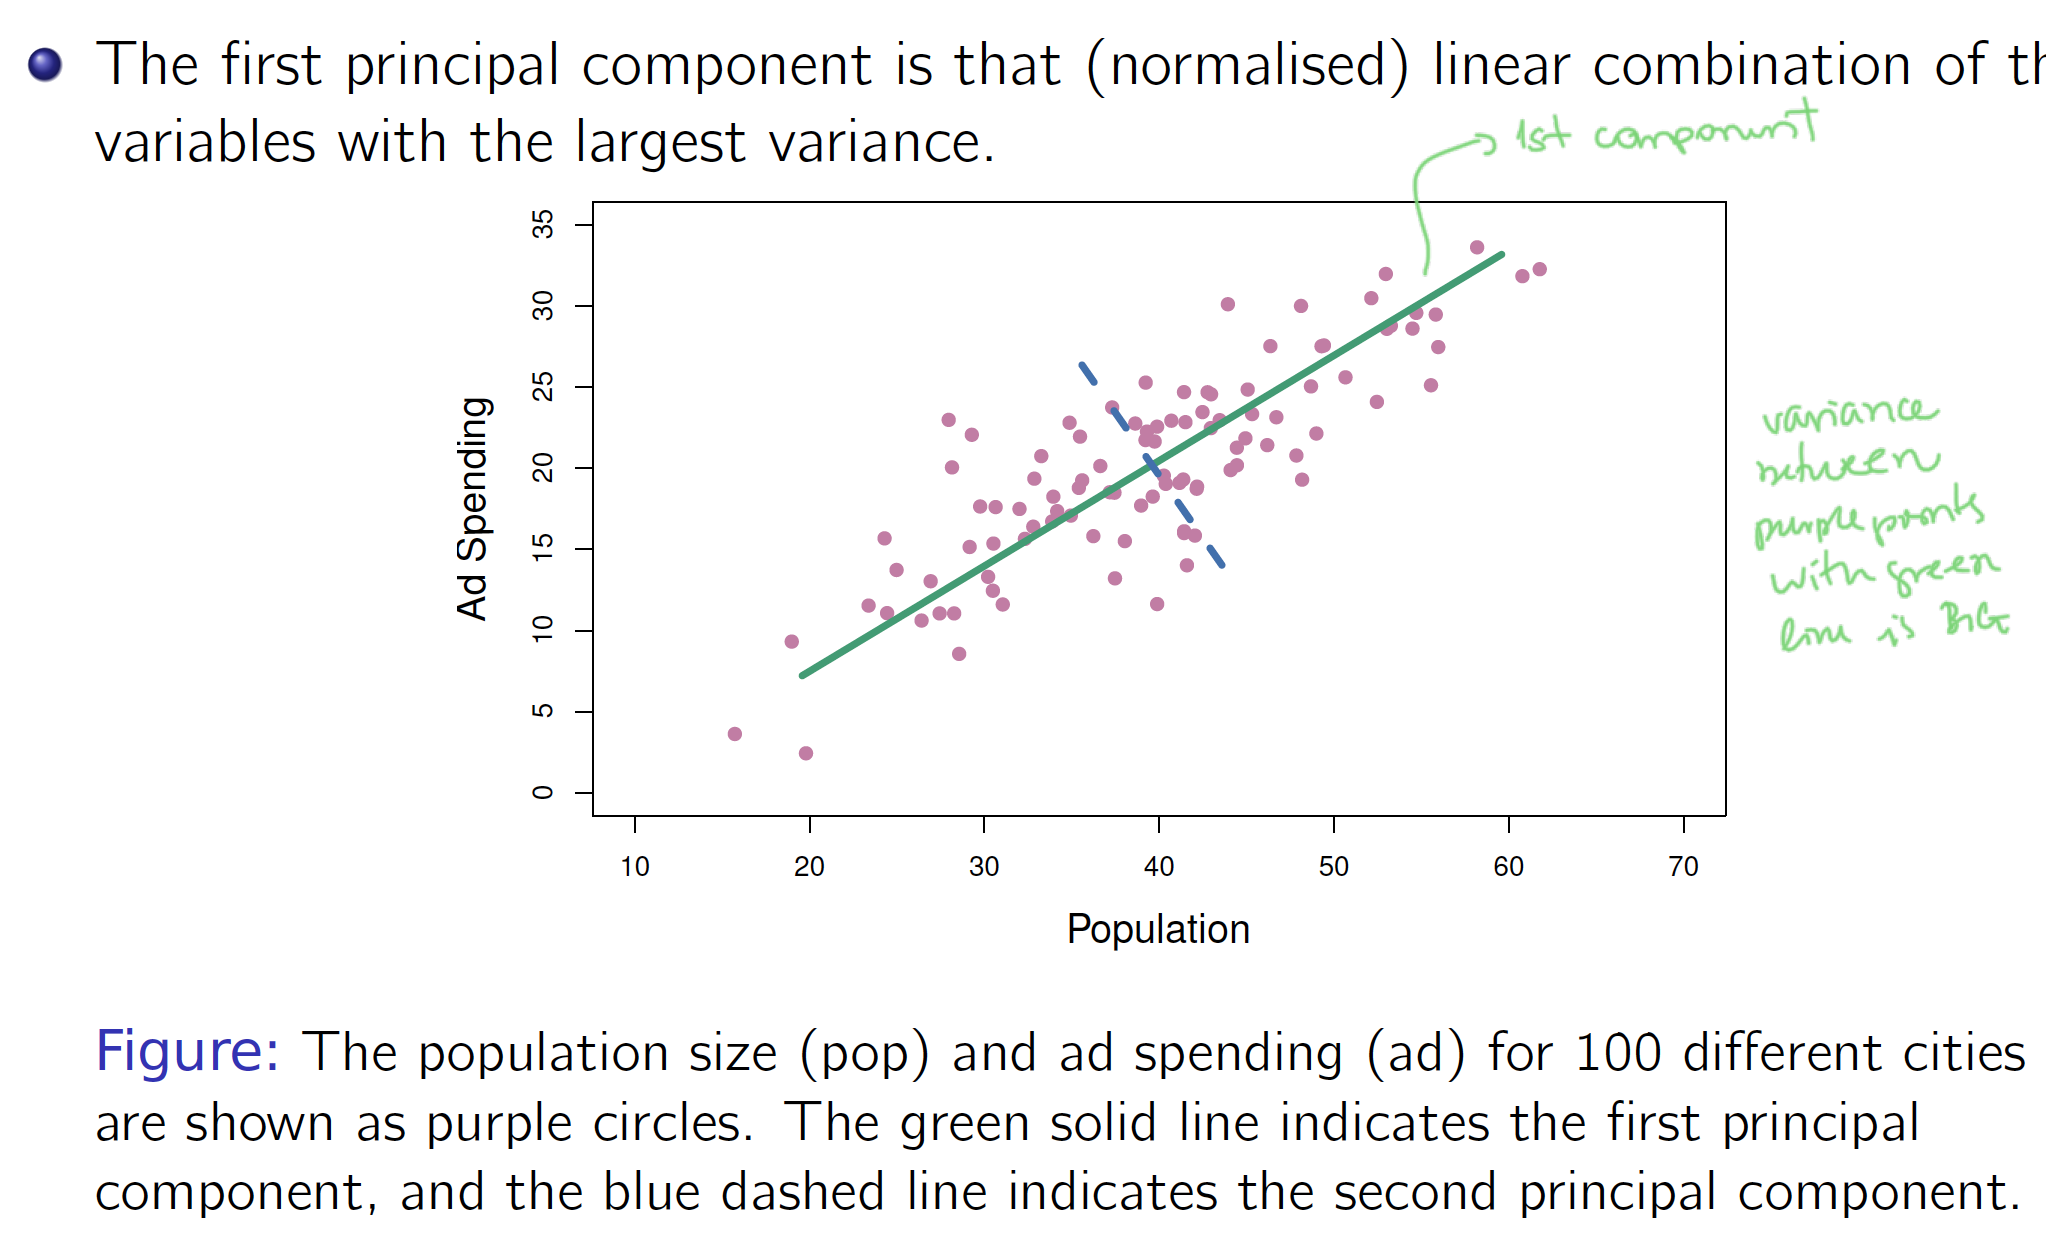 The first principal component is that (normalised) linear combination of th
variables with the largest variance.
1st component
35
30
25
20
15
10
5
0
Ad Spending
10 20 30 40 50 60 70
Population
variance
between
purple points
with green
line is BIG
Figure: The population size (pop) and ad spending (ad) for 100 different cities
are shown as purple circles. The green solid line indicates the first principal
component, and the blue dashed line indicates the second principal component.